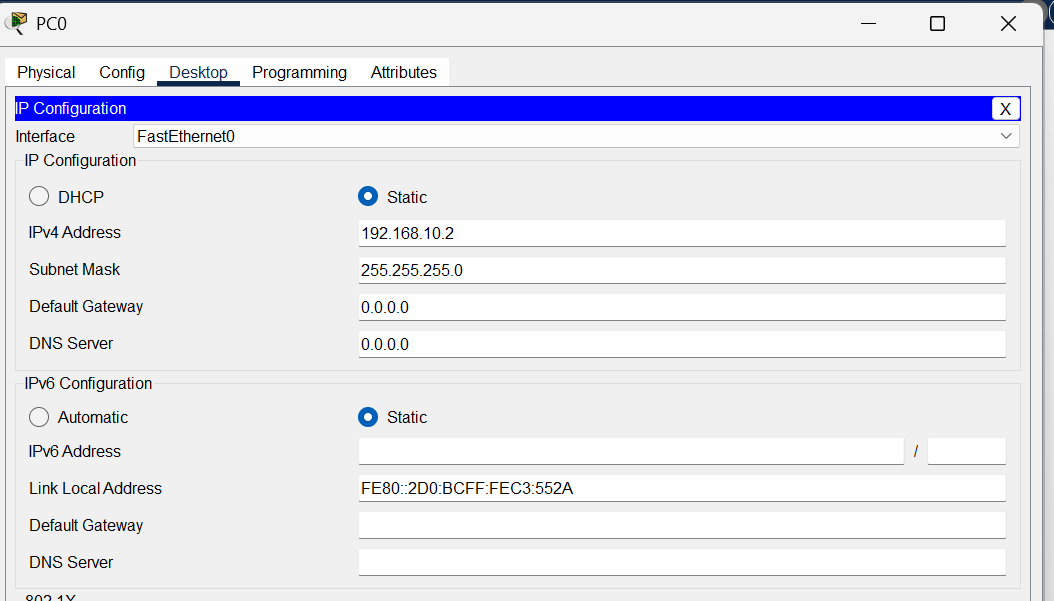 PC0
Physical Config Desktop Programming Attributes
IP Configuration X
Interface FastEthernet0
IP Configuration
DHCP Static
IPv4 Address 192.168.10.2
Subnet Mask 255.255.255.0
Default Gateway 0.0.0.0
DNS Server 0.0.0.0
IPv6 Configuration
Automatic Static
IPv6 Address /
Link Local Address FE80::2D0:BCFF:FEC3:552A
Default Gateway
DNS Server
802.1X